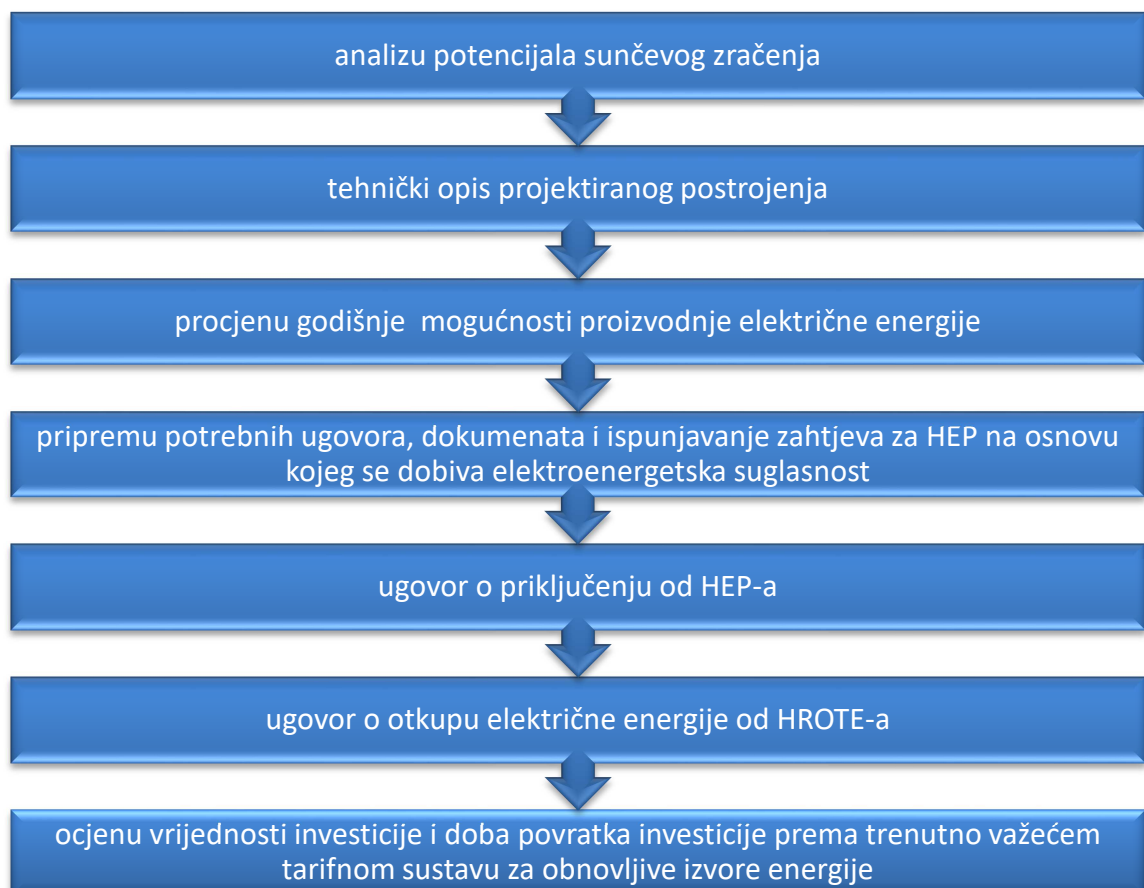 analizu potencijala sunčevog zračenja
tehnički opis projektiranog postrojenja
procjenu godišnje  mogućnosti proizvodnje električne energije
pripremu potrebnih ugovora, dokumenata i ispunjavanje zahtjeva za HEP na osnovu
kojeg se dobiva elektroenergetska suglasnost
ugovor o priključenju od HEP-a
ugovor o otkupu električne energije od HROTE-a
ocjenu vrijednosti investicije i doba povratka investicije prema trenutno važećem
tarifnom sustavu za obnovljive izvore energije